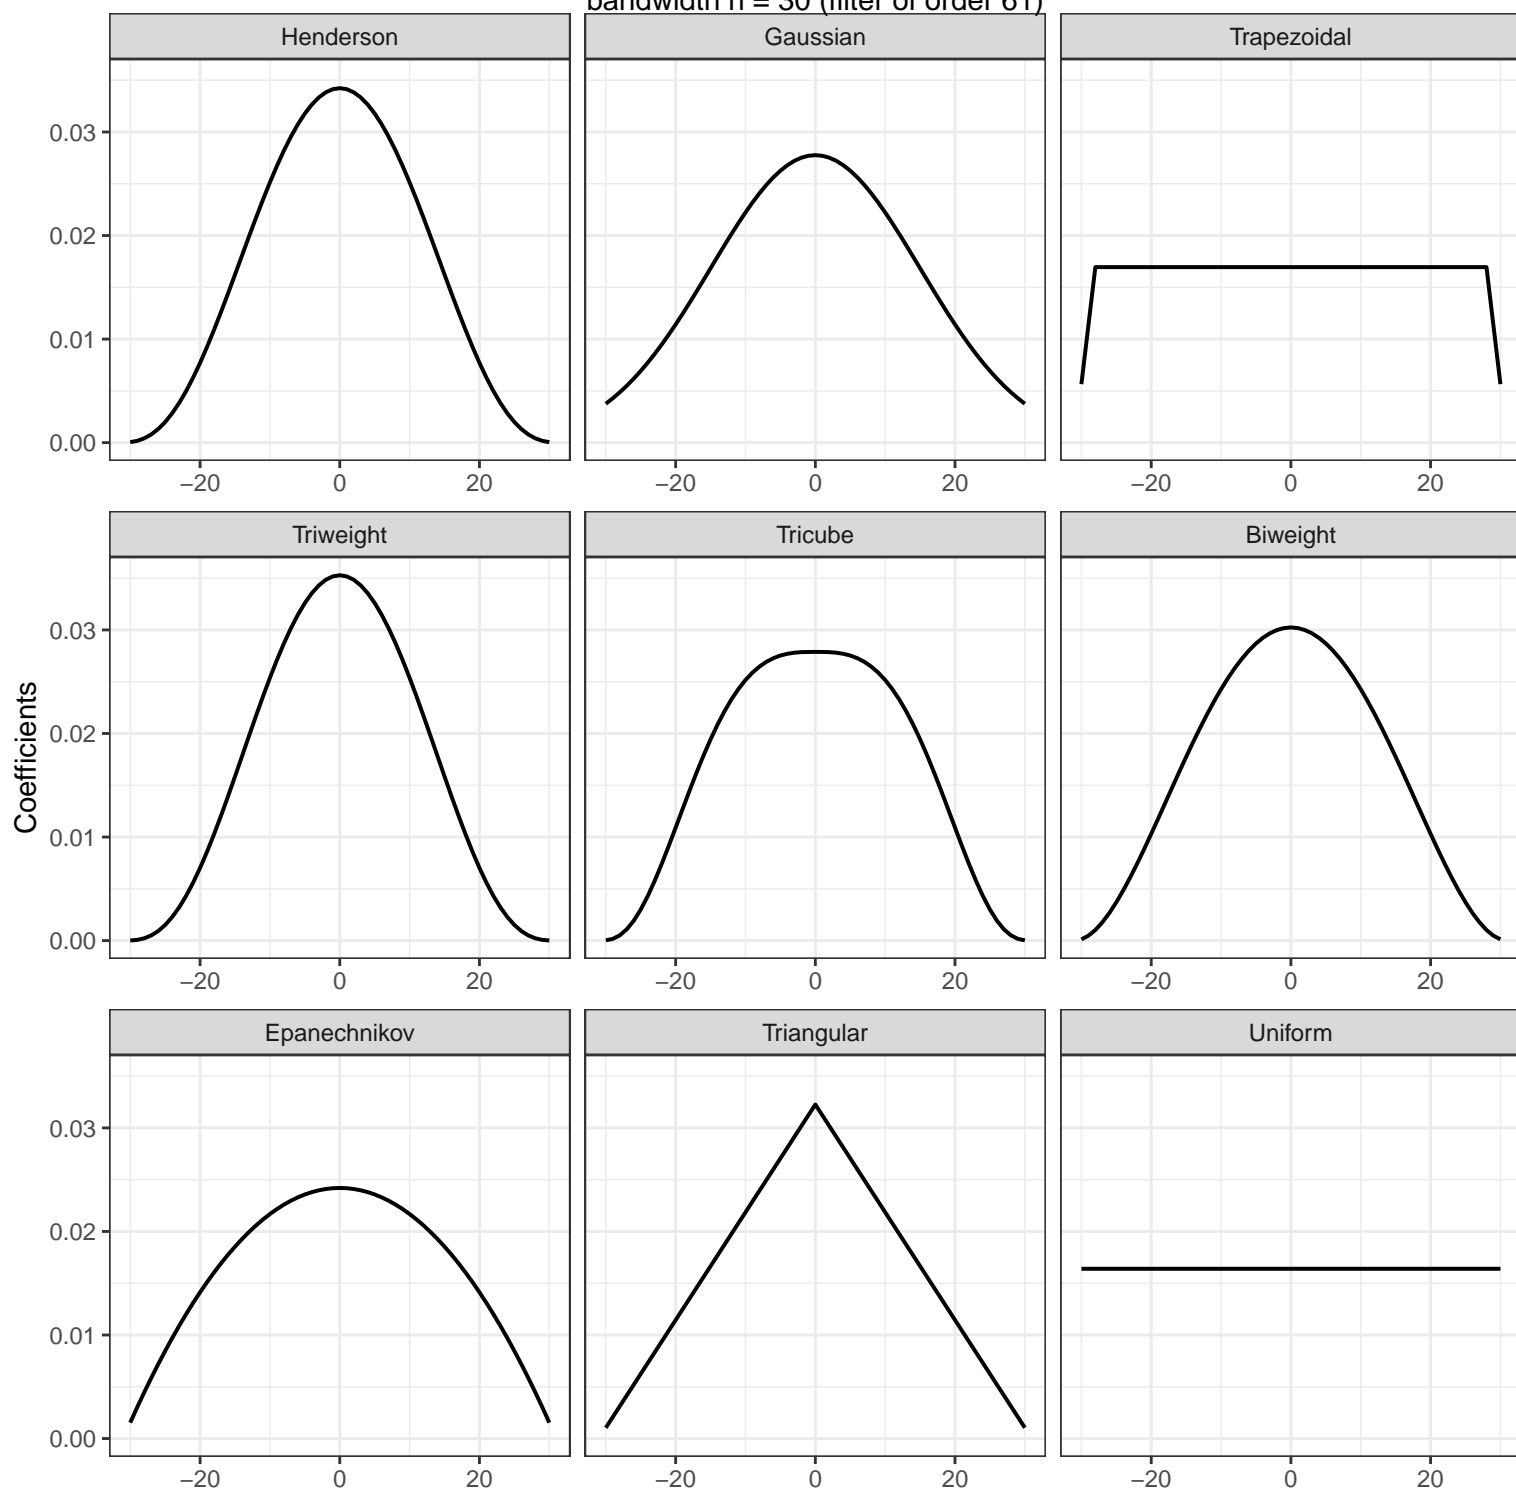 bandwidth h = 30 (filter of order 61)
Henderson Gaussian Trapezoidal
0.03
0.02
0.01
0.00
−20 0 20 −20 0 20 −20 0 20
Triweight Tricube Biweight
Coefficients
0.03
0.02
0.01
0.00
−20 0 20 −20 0 20 −20 0 20
Epanechnikov Triangular Uniform
0.03
0.02
0.01
0.00
−20 0 20 −20 0 20 −20 0 20